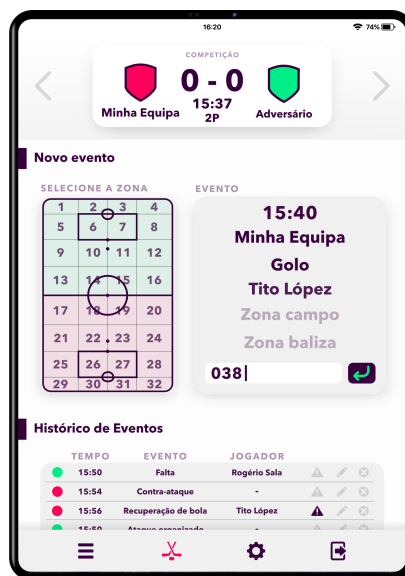 16:20
74%
COMPETIÇÃO
0 - 0
15:37
2P
Minha Equipa
Adversário
Novo evento
SELECIONE A ZONA
1 2 3 4
5 6 7 8
9 10 11 12
13 14 15 16
17 18 19 20
21 22 23 24
25 26 27 28
29 30 31 32
EVENTO
15:40
Minha Equipa
Golo
Tito López
Zona campo
Zona baliza
038
Histórico de Eventos
TEMPO EVENTO JOGADOR
15:50 Falta Rogério Sala
15:54 Contra-ataque -
15:56 Recuperação de bola Tito López
15:59 Ataque organizado -